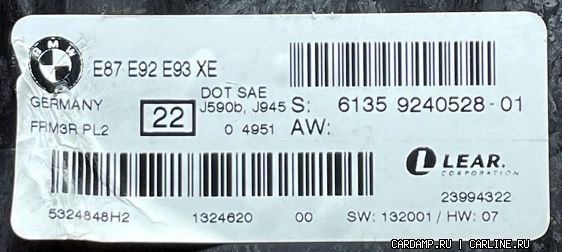 BMW
E87 E92 E93 XE
GERMANY
DOT SAE
J590b, J945
FRM3R PL2
22
0 4951
S: 6135 9240528-01
AW:
LEAR.
CORPORATION
23994322
5324848H2 1324620 00 SW: 132001 / HW: 07
CARDAMP.RU | CARLINE.RU